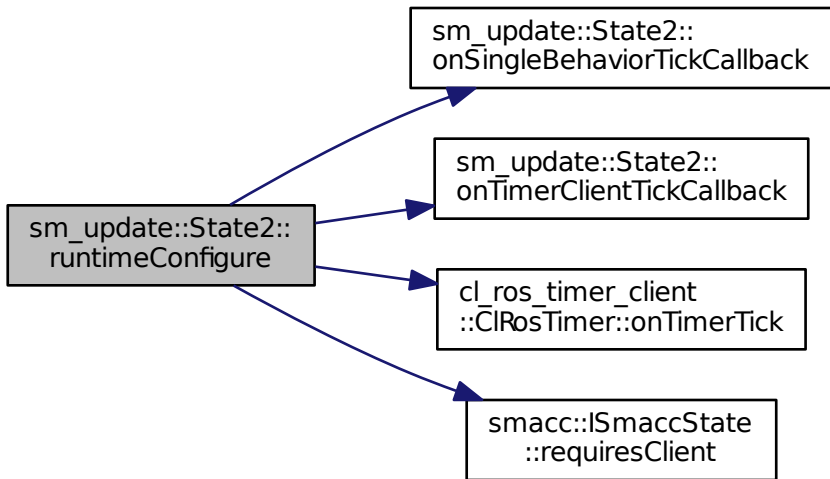 sm_update::State2::
onSingleBehaviorTickCallback
sm_update::State2::
onTimerClientTickCallback
sm_update::State2::
runtimeConfigure
cl_ros_timer_client
::ClRosTimer::onTimerTick
smacc::ISmaccState
::requiresClient